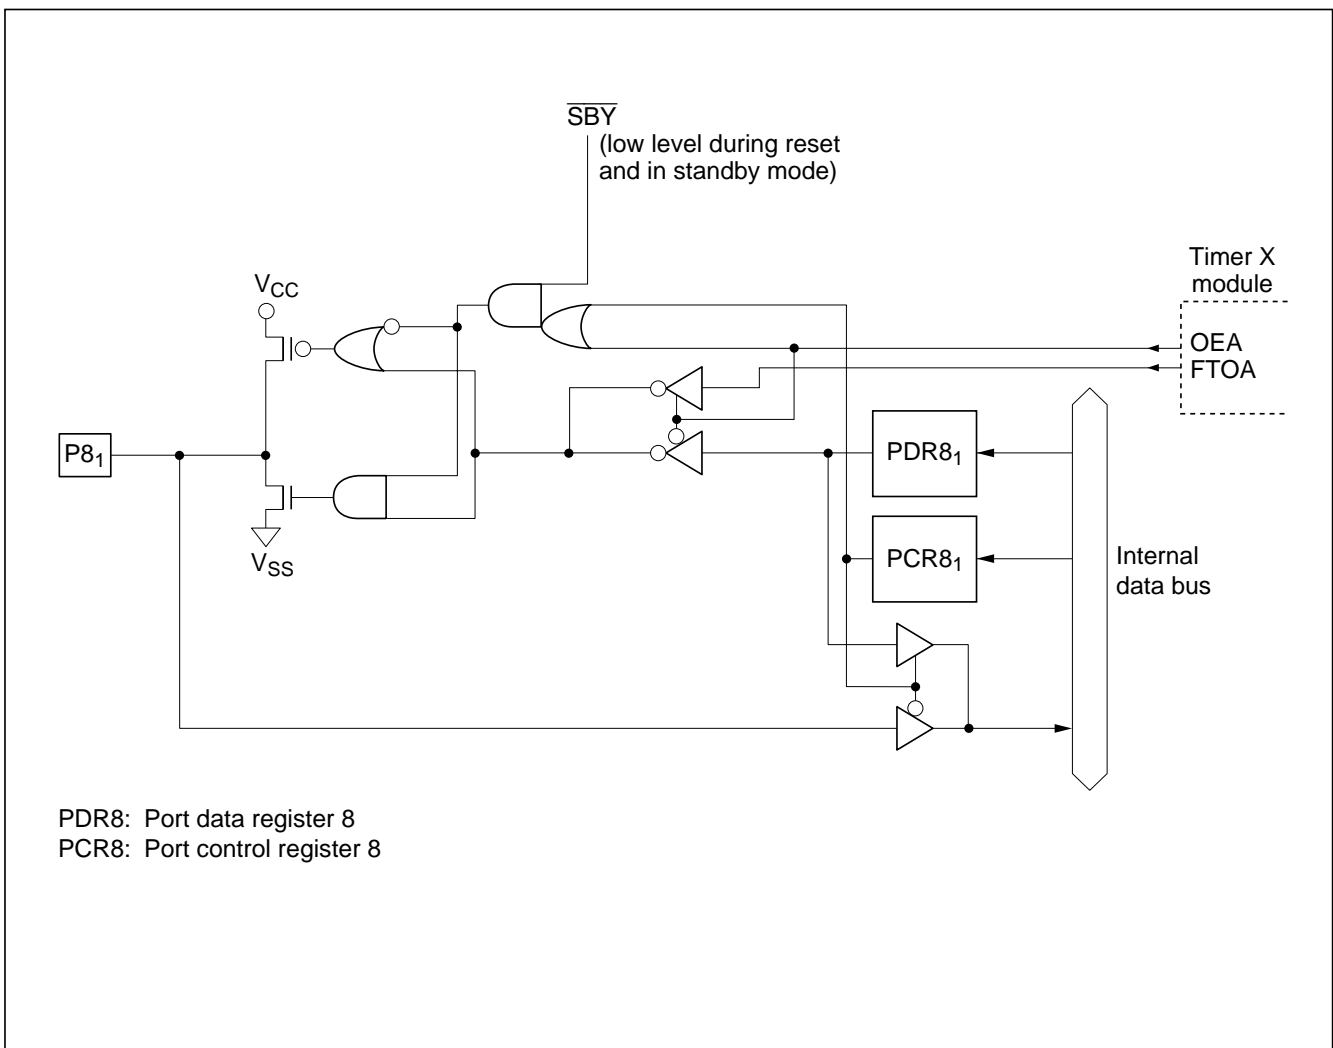 S̅B̅Y̅
(low level during reset
and in standby mode)
Timer X
module
VCC
OEA
FTOA
P81
PDR81
VSS
PCR81
Internal
data bus
PDR8: Port data register 8
PCR8: Port control register 8